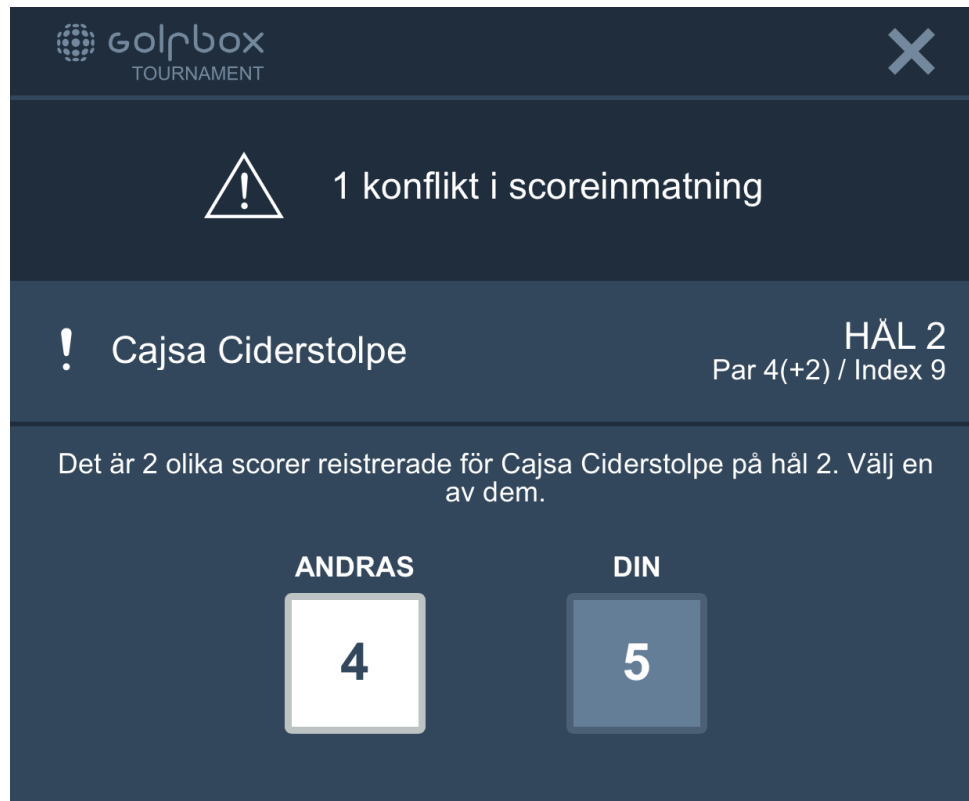 GolfBox
TOURNAMENT
1 konflikt i scoreinmatning
! Cajsa Ciderstolpe
HÅL 2
Par 4(+2) / Index 9
Det är 2 olika scorer reistrerade för Cajsa Ciderstolpe på hål 2. Välj en
av dem.
ANDRAS DIN
4 5